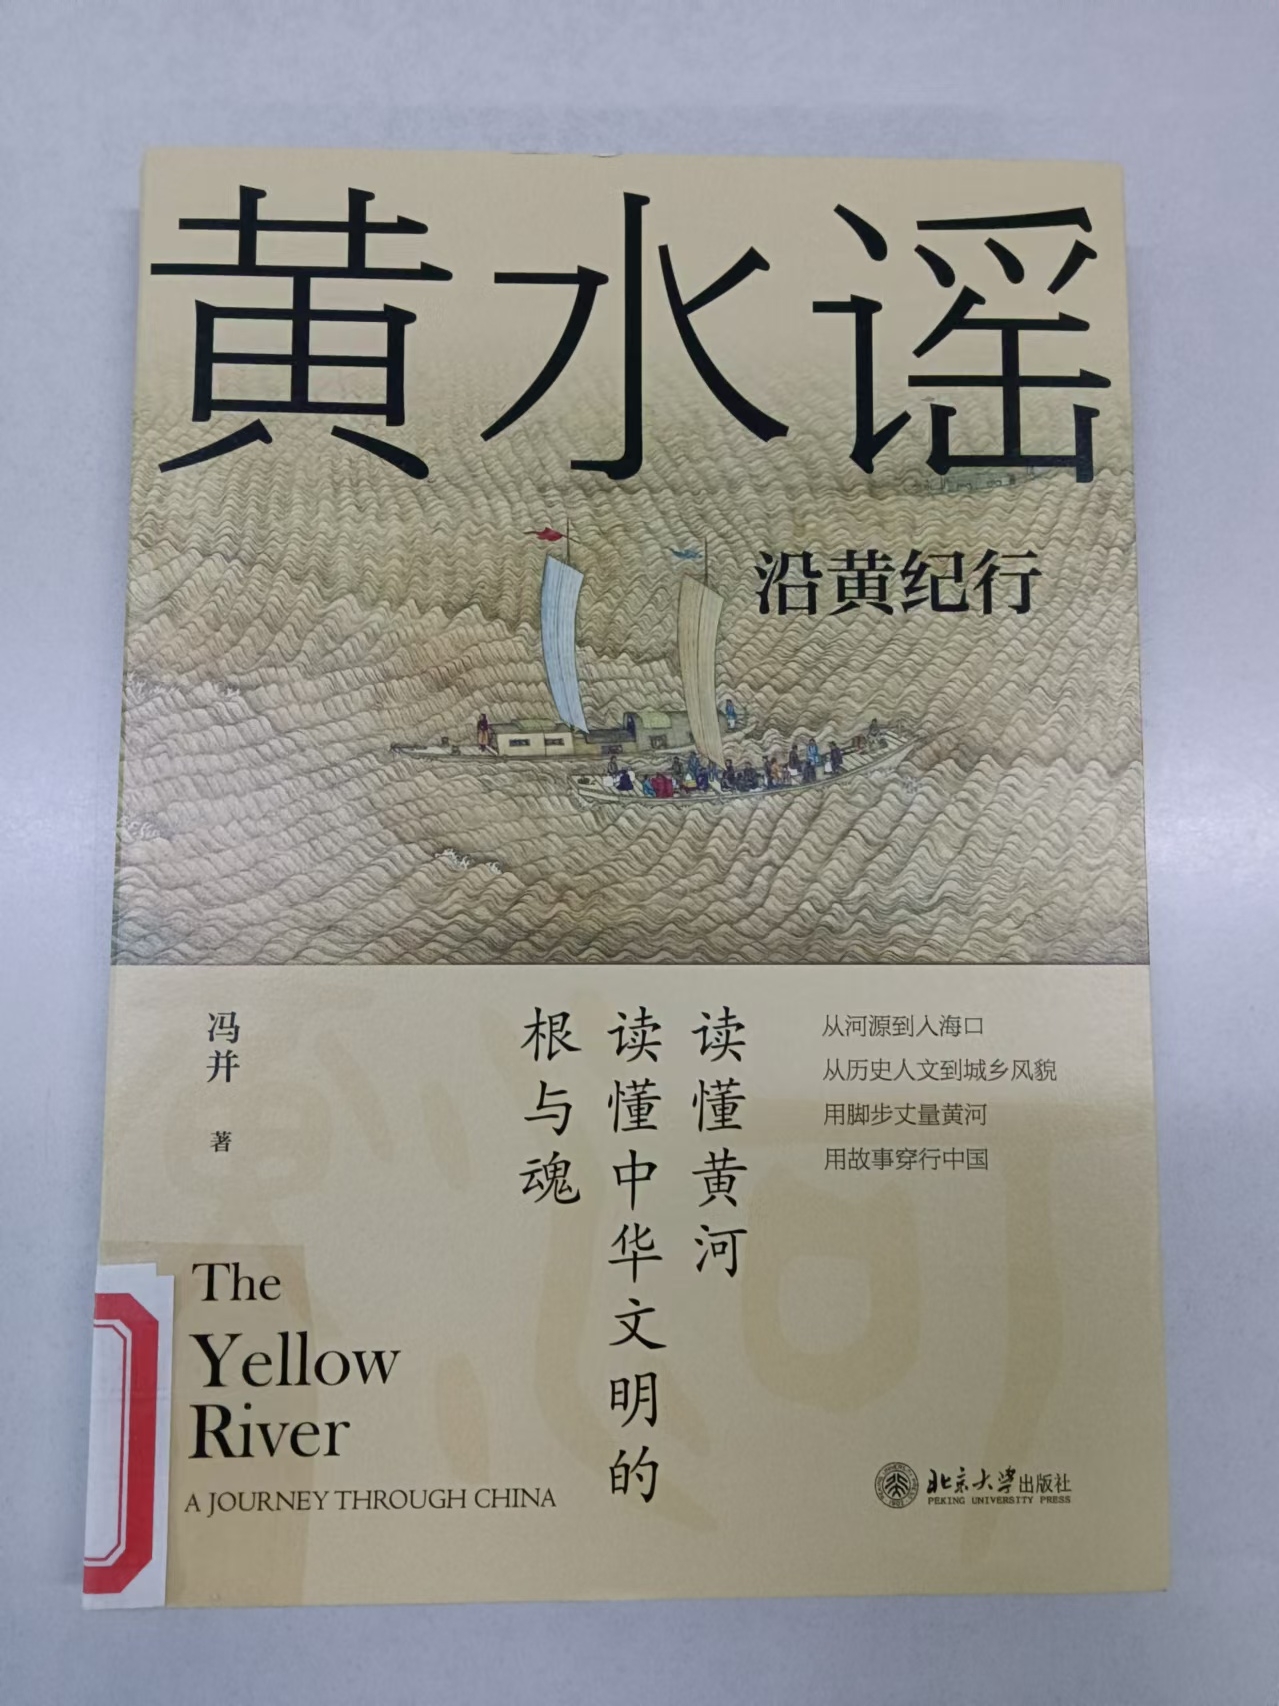 黄水谣
沿黄纪行
从河源到入海口
从历史人文到城乡风貌
用脚步丈量黄河
用故事穿行中国
读懂黄河
读懂中华文明的
根与魂
冯并
著
The
Yellow
River
A JOURNEY THROUGH CHINA
北京大学出版社
PEKING UNIVERSITY PRESS